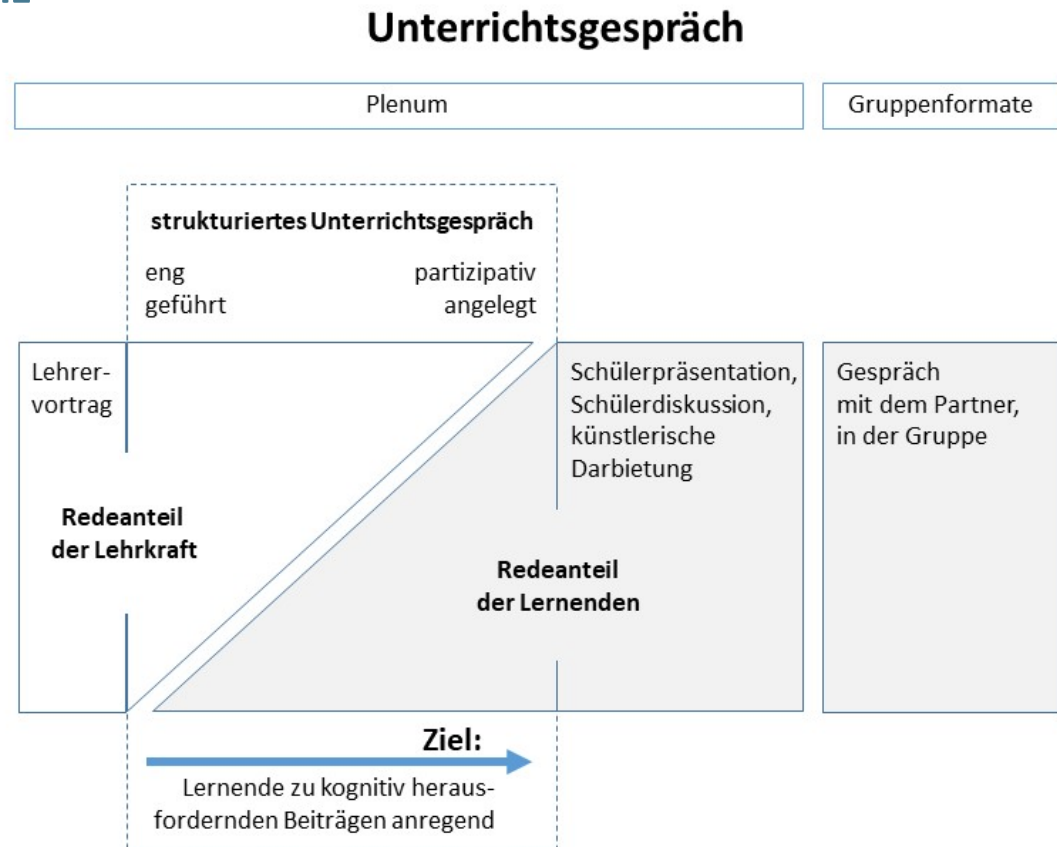 Unterrichtsgespräch
Plenum
Gruppenformate
strukturiertes Unterrichtsgespräch
eng
geführt
partizipativ
angelegt
Lehrer-
vortrag
Schülerpräsentation,
Schülerdiskussion,
künstlerische
Darbietung
Gespräch
mit dem Partner,
in der Gruppe
Redeanteil
der Lehrkraft
Redeanteil
der Lernenden
Ziel:
Lernende zu kognitiv heraus-
fordernden Beiträgen anregend